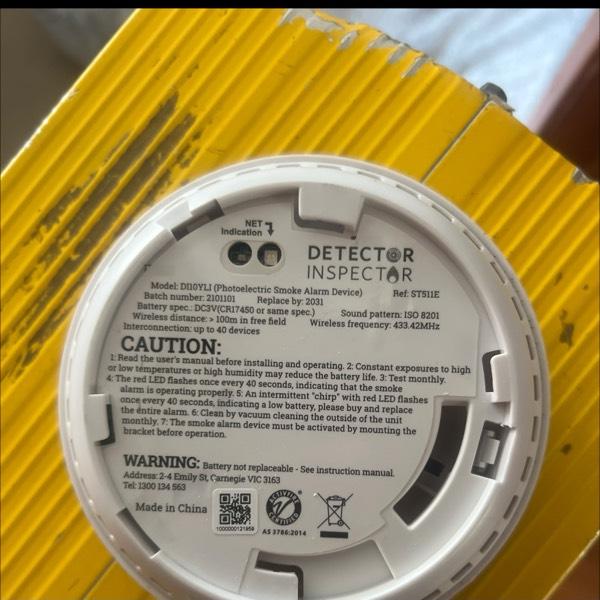 NET
Indication
DETECTOR
INSPECTOR
Model: DI10YLI (Photoelectric Smoke Alarm Device) Ref: ST511E
Batch number: 2101101 Replace by: 2031
Battery spec.: DC3V(CR17450 or same spec.) Sound pattern: ISO 8201
Wireless distance: > 100m in free field Wireless frequency: 433.42MHz
Interconnection: up to 40 devices
CAUTION:
1: Read the user's manual before installing and operating. 2: Constant exposures to high
or low temperatures or high humidity may reduce the battery life. 3: Test monthly.
4: The red LED flashes once every 40 seconds, indicating that the smoke
alarm is operating properly. 5: An intermittent "chirp" with red LED flashes
once every 40 seconds, indicating a low battery, please buy and replace
the entire alarm. 6: Clean by vacuum cleaning the outside of the unit
monthly. 7: The smoke alarm device must be activated by mounting the
bracket before operation.
WARNING: Battery not replaceable - See instruction manual.
Address: 2-4 Emily St, Carnegie VIC 3163
Tel: 1300 134 563
Made in China
1000000121959
ACTIVFIRE
CERTIFIED
AS 3786:2014